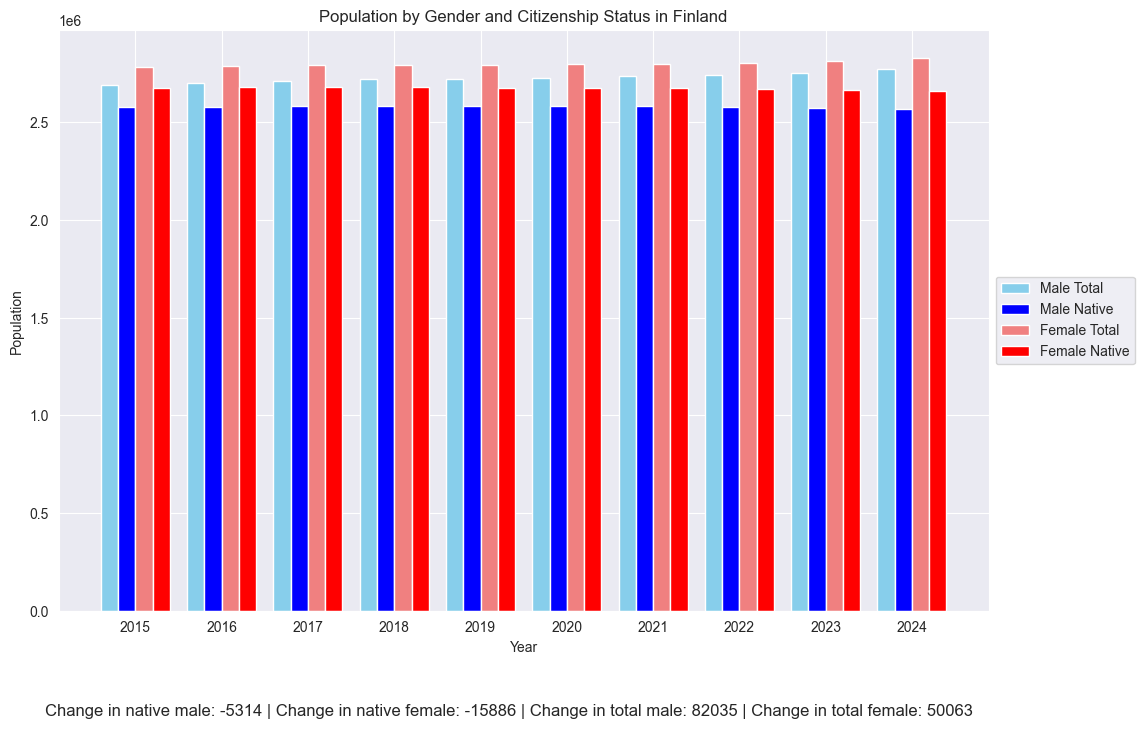 Population by Gender and Citizenship Status in Finland
1e6
2.5
2.0
1.5
1.0
0.5
0.0
Population
2015 2016 2017 2018 2019 2020 2021 2022 2023 2024
Year
Male Total
Male Native
Female Total
Female Native
Change in native male: -5314 | Change in native female: -15886 | Change in total male: 82035 | Change in total female: 50063